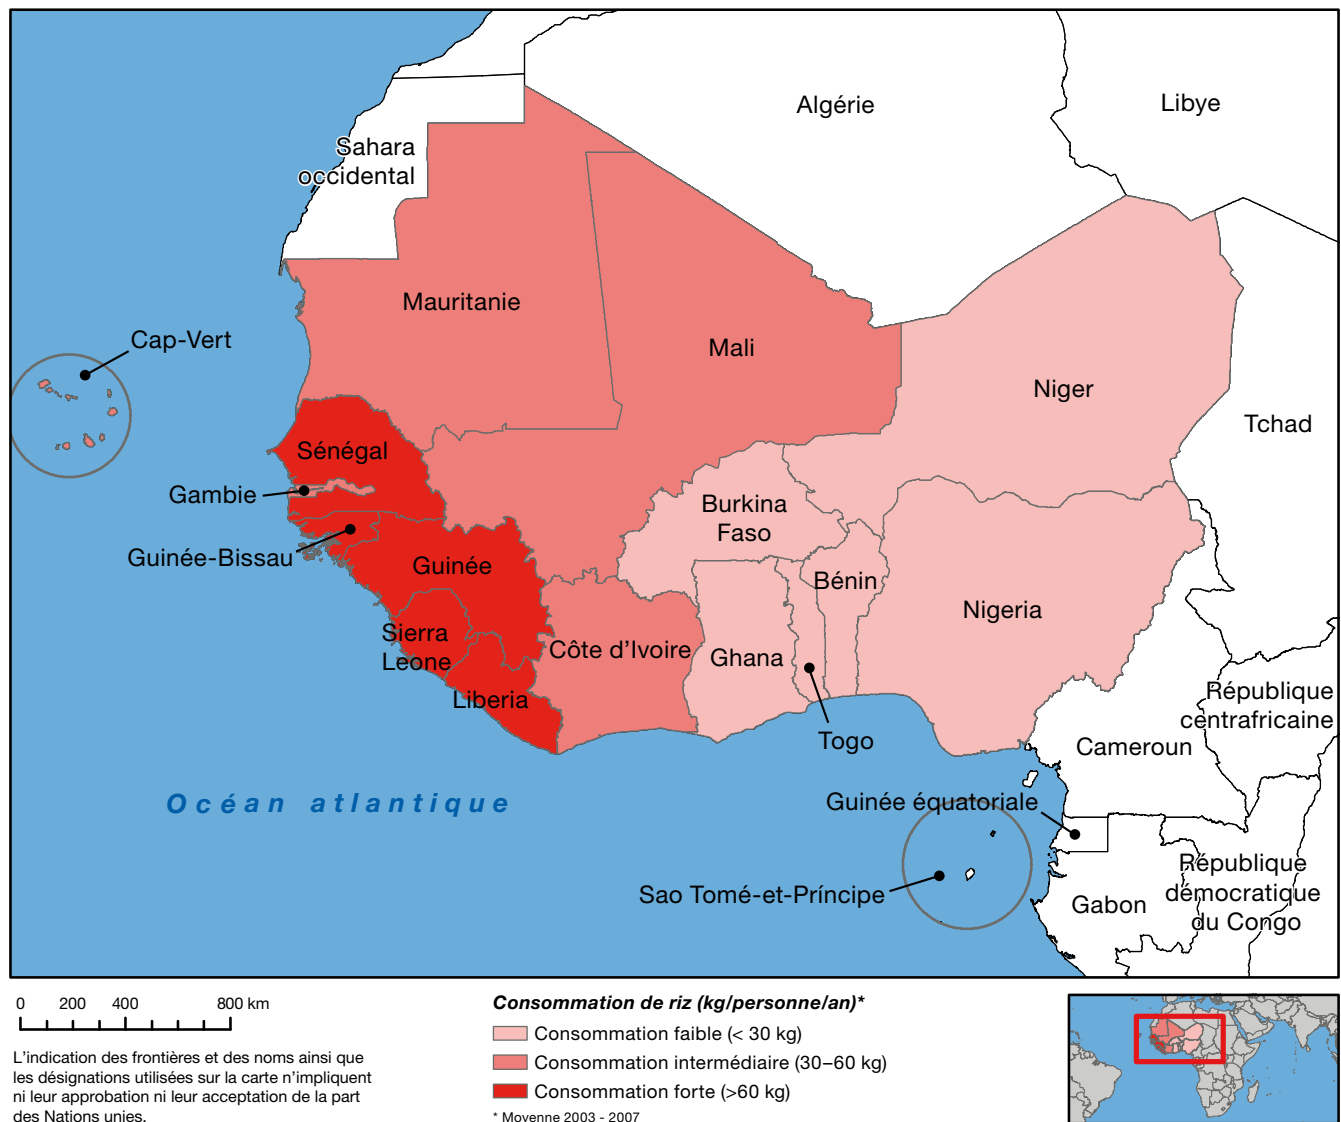 Algérie
Libye
Sahara
occidental
Mauritanie
Cap-Vert
Mali
Niger
Tchad
Sénégal
Gambie
Burkina
Faso
Guinée-Bissau
Guinée
Bénin
Nigeria
Sierra
Leone
Côte d'Ivoire
Ghana
Liberia
République
centrafricaine
Togo
Cameroun
Océan atlantique
Guinée équatoriale
République
démocratique
du Congo
Sao Tomé-et-Príncipe
Gabon
0 200 400 800 km
L'indication des frontières et des noms ainsi que
les désignations utilisées sur la carte n'impliquent
ni leur approbation ni leur acceptation de la part
des Nations unies.
Consommation de riz (kg/personne/an)*
Consommation faible (< 30 kg)
Consommation intermédiaire (30–60 kg)
Consommation forte (>60 kg)
* Moyenne 2003 - 2007